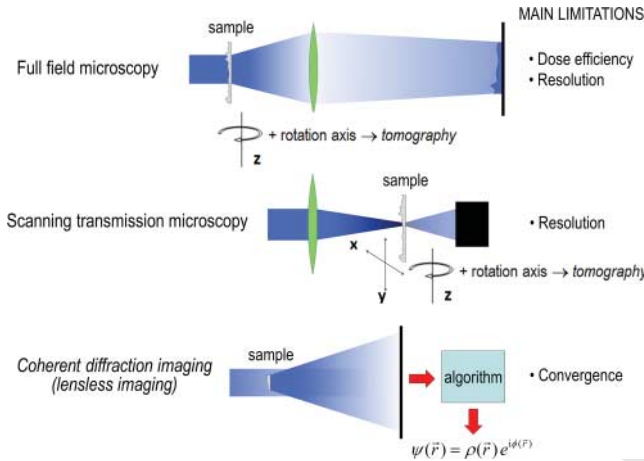 MAIN LIMITATIONS
sample
Full field microscopy
• Dose efficiency
• Resolution
+ rotation axis → tomography
z
sample
Scanning transmission microscopy
• Resolution
x
y
+ rotation axis → tomography
z
sample
Coherent diffraction imaging
(lensless imaging)
algorithm
• Convergence
ψ(r⃗) = ρ(r⃗) e^{iϕ(r⃗)}